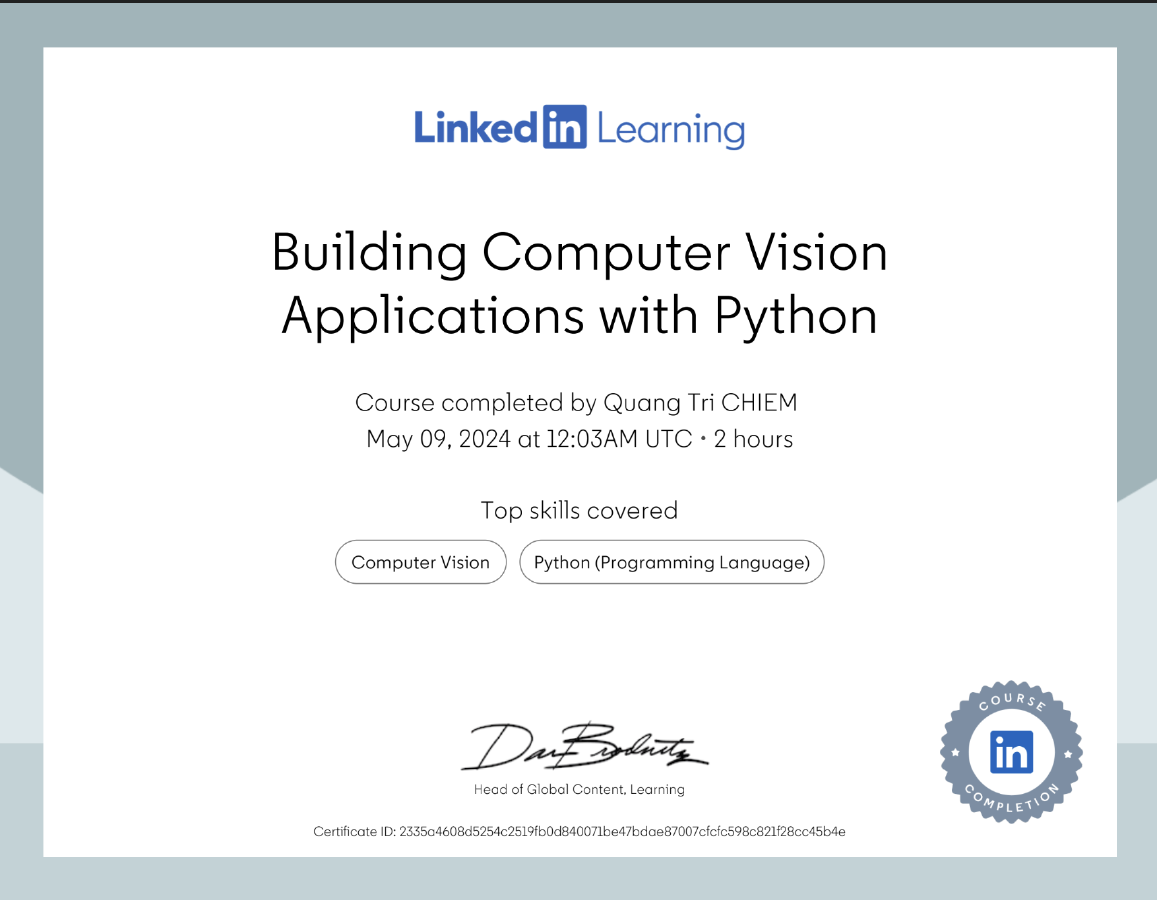 Linked in Learning
Building Computer Vision
Applications with Python
Course completed by Quang Tri CHIEM
May 09, 2024 at 12:03AM UTC • 2 hours
Top skills covered
Computer Vision
Python (Programming Language)
Dan Brodnitz
Head of Global Content, Learning
Certificate ID: 2335a4608d5254c2519fb0d840071be47bdae87007cfcfc598c821f28cc45b4e
COURSE
in
COMPLETION